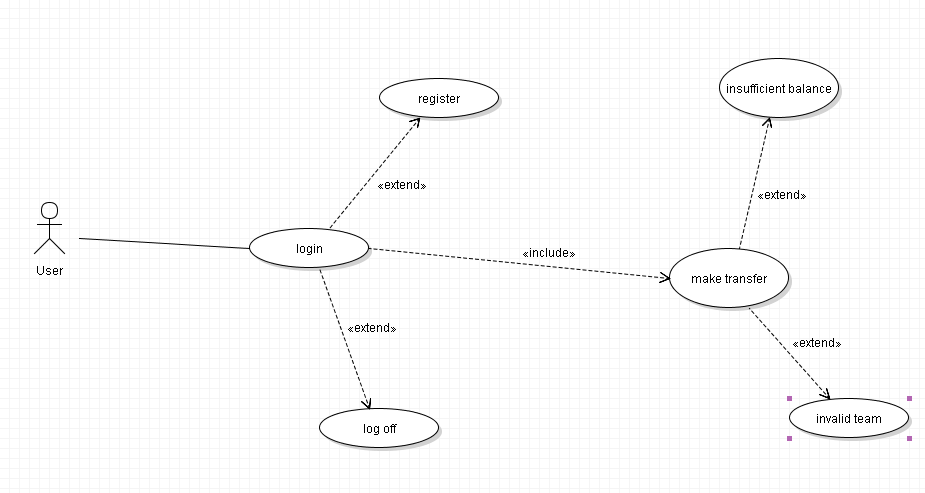 register
insufficient balance
«extend»
«extend»
login
«include»
make transfer
User
«extend»
«extend»
log off
invalid team